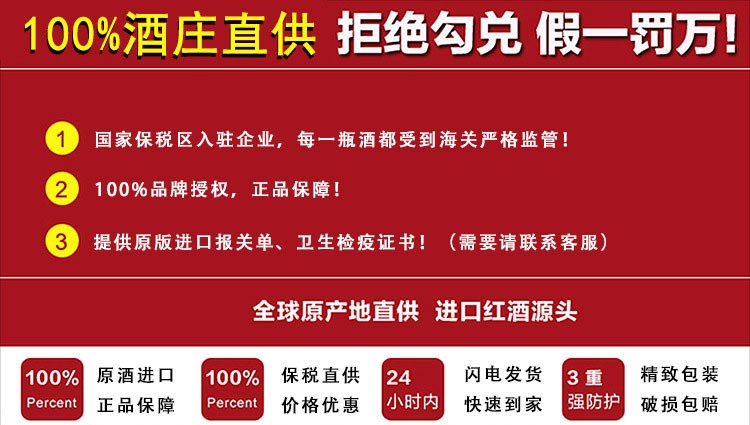 100%酒庄直供 拒绝勾兑 假一罚万!
1 国家保税区入驻企业，每一瓶酒都受到海关严格监管！
2 100%品牌授权，正品保障！
3 提供原版进口报关单、卫生检疫证书！（需要请联系客服）
全球原产地直供 进口红酒源头
100% Percent
原酒进口
正品保障
100% Percent
保税直供
价格优惠
24
小时内
闪电发货
快速到家
3 重
强防护
精致包装
破损包赔